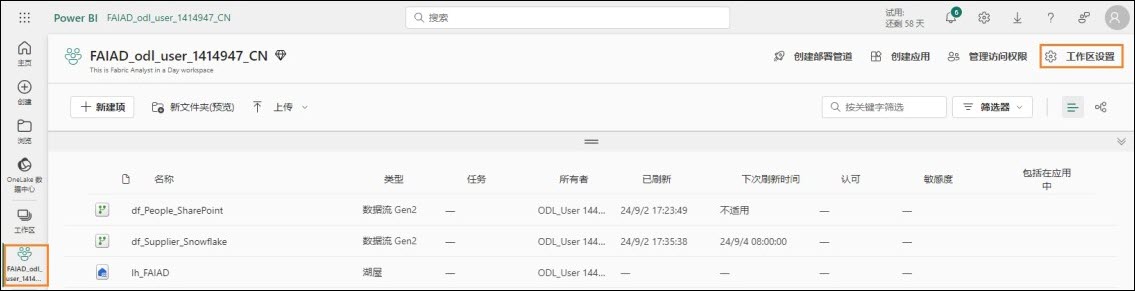 Power BI FAIAD_odl_user_1414947_CN
搜索
试用:
还剩 58 天
6
主页
创建
浏览
OneLake 数
据中心
工作区
FAIAD_odl_
user_1414...
FAIAD_odl_user_1414947_CN
This is Fabric Analyst in a Day workspace
创建部署管道 创建应用 管理访问权限 工作区设置
新建项 新文件夹(预览) 上传 按关键字筛选 筛选器
名称 类型 任务 所有者 已刷新 下次刷新时间 认可 敏感度 包括在应用
中
df_People_SharePoint 数据流 Gen2 — ODL_User 144... 24/9/2 17:23:49 不适用 — —
df_Supplier_Snowflake 数据流 Gen2 — ODL_User 144... 24/9/2 17:35:38 24/9/4 08:00:00 — —
lh_FAIAD 湖屋 — ODL_User 144... — — — —